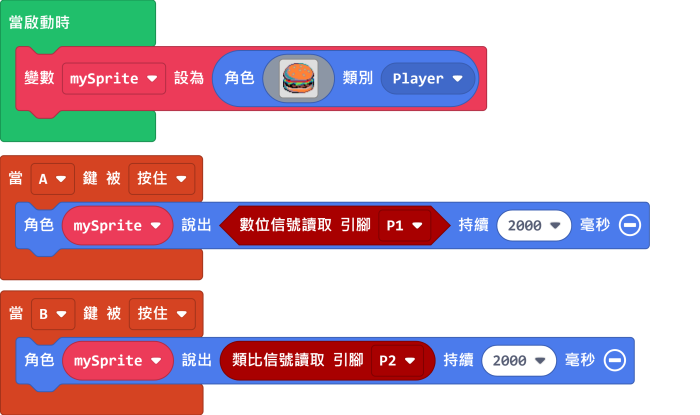 當啟動時
變數 mySprite 設為 角色 類別 Player
當 A 鍵 被 按住
角色 mySprite 說出 數位信號讀取 引腳 P1 持續 2000 毫秒
當 B 鍵 被 按住
角色 mySprite 說出 類比信號讀取 引腳 P2 持續 2000 毫秒